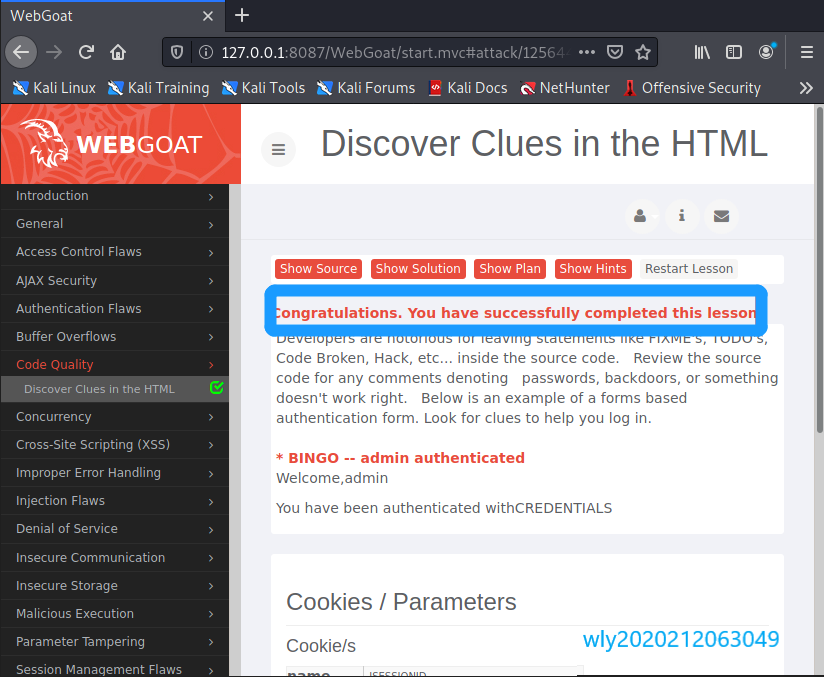 WebGoat
127.0.0.1:8087/WebGoat/start.mvc#attack/12564
Kali Linux Kali Training Kali Tools Kali Forums Kali Docs NetHunter Offensive Security
WEBGOAT
Discover Clues in the HTML
Introduction
General
Access Control Flaws
AJAX Security
Authentication Flaws
Buffer Overflows
Code Quality
Discover Clues in the HTML
Concurrency
Cross-Site Scripting (XSS)
Improper Error Handling
Injection Flaws
Denial of Service
Insecure Communication
Insecure Storage
Malicious Execution
Parameter Tampering
Session Management Flaws
Show Source Show Solution Show Plan Show Hints Restart Lesson
Congratulations. You have successfully completed this lesson
Developers are notorious for leaving statements like FIXME's, TODO's,
Code Broken, Hack, etc... inside the source code. Review the source
code for any comments denoting passwords, backdoors, or something
doesn't work right. Below is an example of a forms based
authentication form. Look for clues to help you log in.
* BINGO -- admin authenticated
Welcome,admin
You have been authenticated withCREDENTIALS
Cookies / Parameters
Cookie/s
name JSESSIONID
wly2020212063049